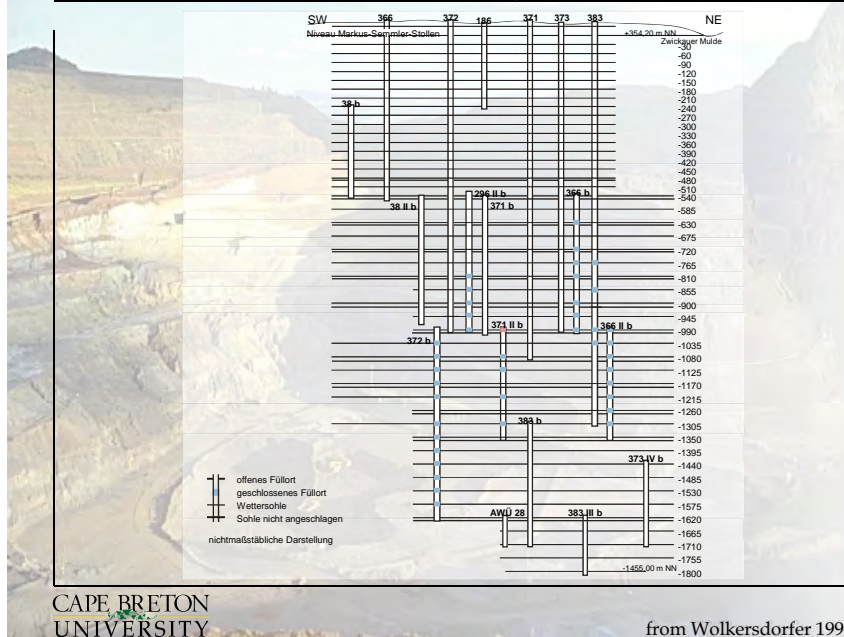 SW 366 372 186 371 373 383 NE
Niveau Markus-Semmler-Stollen +354,20 m NN
Zwickauer Mulde
-30
-60
-90
-120
-150
-180
-210
38 b -240
-270
-300
-330
-360
-390
-420
-450
-480
-510
296 II b 366 b -540
38 II b 371 b -585
-630
-675
-720
-765
-810
-855
-900
-945
371 II b 366 II b -990
372 b -1035
-1080
-1125
-1170
-1215
-1260
383 b -1305
-1350
-1395
373 IV b -1440
-1485
-1530
-1575
AWÜ 28 383 III b -1620
-1665
-1710
-1755
-1455,00 m NN -1800
offenes Füllort
geschlossenes Füllort
Wettersohle
Sohle nicht angeschlagen
nichtmaßstäbliche Darstellung
CAPE BRETON
UNIVERSITY
from Wolkersdorfer 199